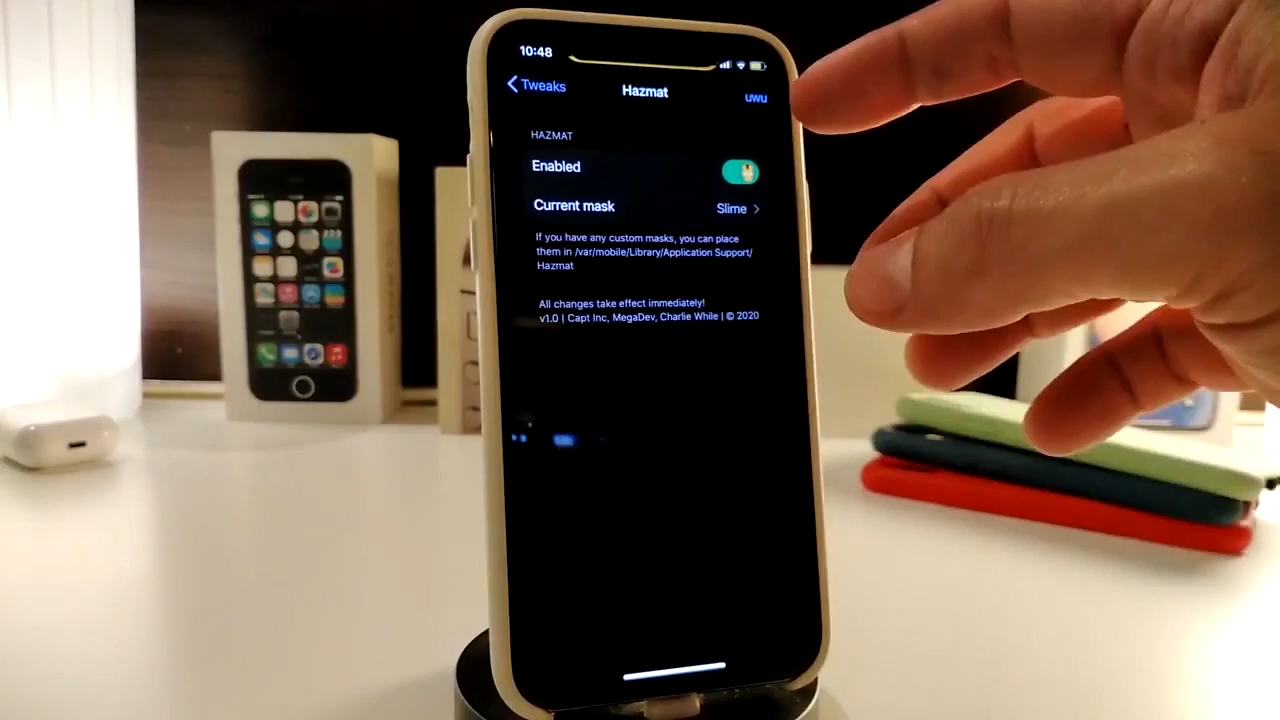 10:48
Tweaks
Hazmat
uwu
HAZMAT
Enabled
Current mask
Slime
If you have any custom masks, you can place
them in /var/mobile/Library/Application Support/
Hazmat
All changes take effect immediately!
v1.0 | Capt Inc, MegaDev, Charlie While | © 2020